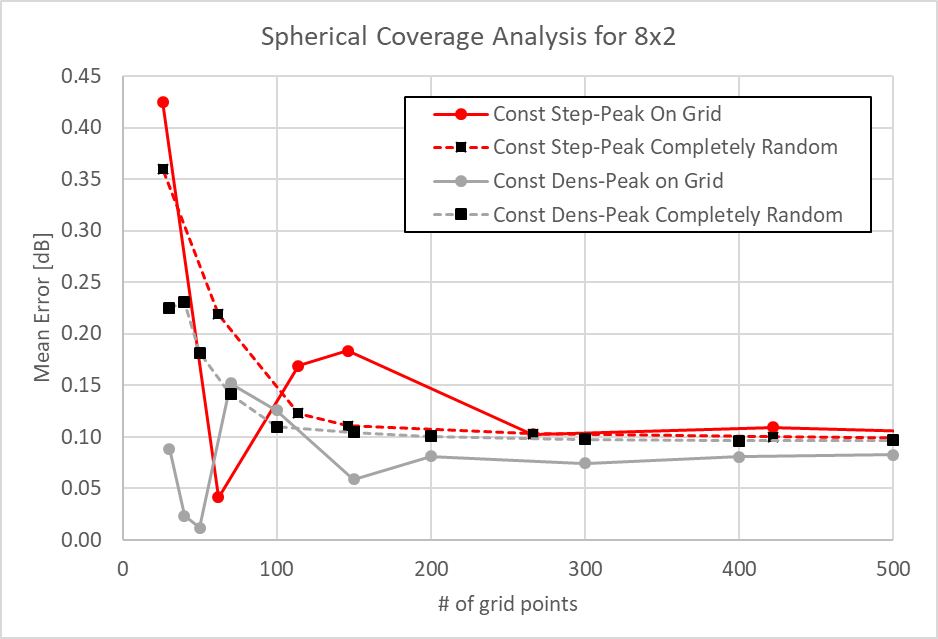 Spherical Coverage Analysis for 8x2
0.45
0.40
0.35
0.30
0.25
0.20
0.15
0.10
0.05
0.00
Mean Error [dB]
Const Step-Peak On Grid
Const Step-Peak Completely Random
Const Dens-Peak on Grid
Const Dens-Peak Completely Random
0 100 200 300 400 500
# of grid points